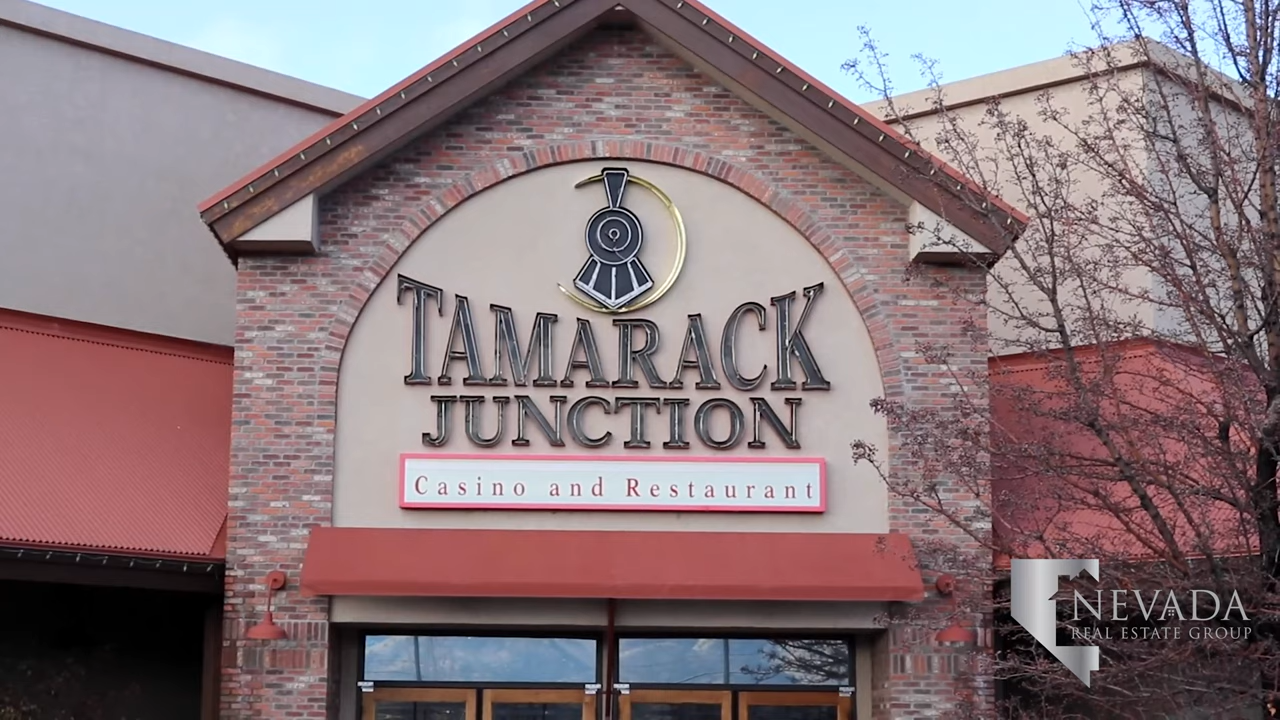 TAMARACK
JUNCTION
Casino and Restaurant
NEVADA
REAL ESTATE GROUP